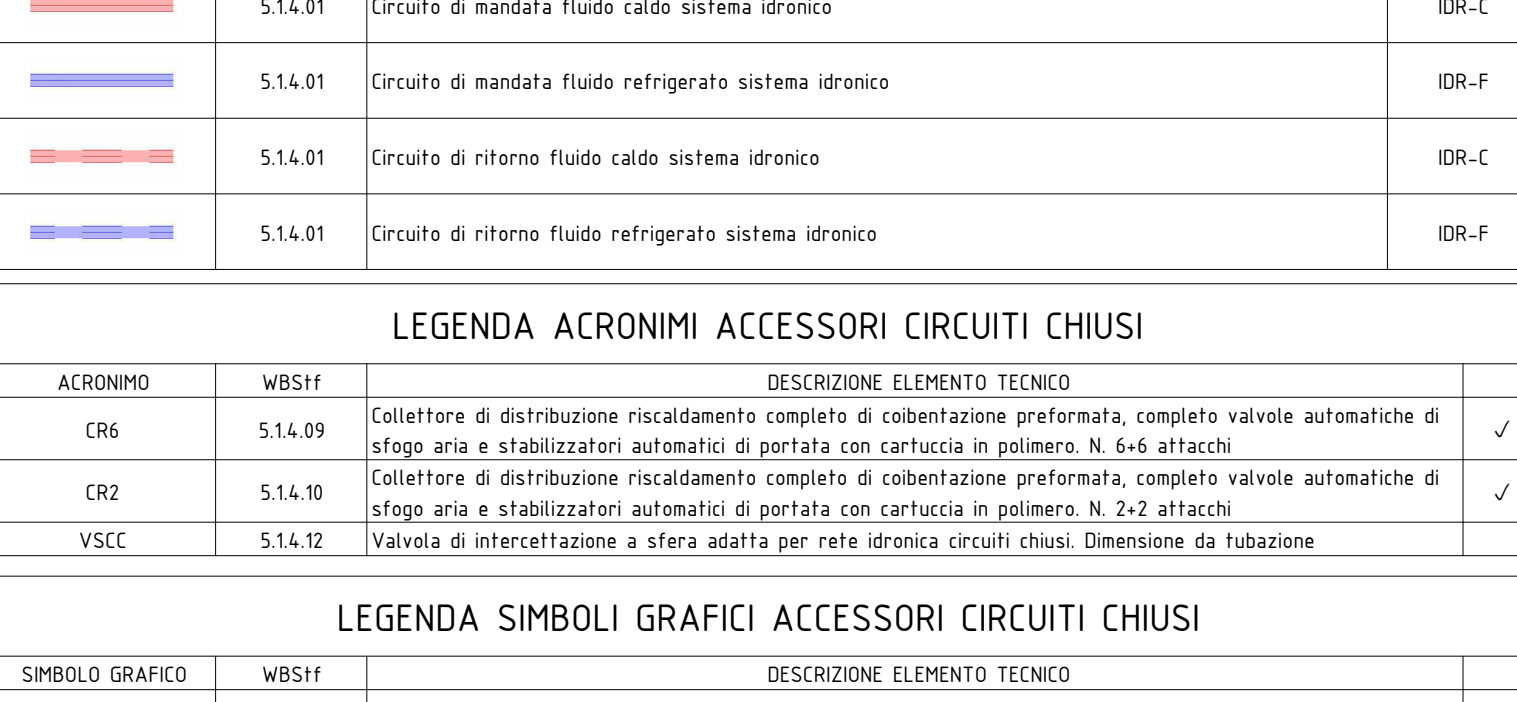 5.1.4.01 Circuito di mandata fluido caldo sistema idronico IDR-C
5.1.4.01 Circuito di mandata fluido refrigerato sistema idronico IDR-F
5.1.4.01 Circuito di ritorno fluido caldo sistema idronico IDR-C
5.1.4.01 Circuito di ritorno fluido refrigerato sistema idronico IDR-F
LEGENDA ACRONIMI ACCESSORI CIRCUITI CHIUSI
ACRONIMO WBStf DESCRIZIONE ELEMENTO TECNICO
CR6 5.1.4.09 Collettore di distribuzione riscaldamento completo di coibentazione preformata, completo valvole automatiche di
sfogo aria e stabilizzatori automatici di portata con cartuccia in polimero. N. 6+6 attacchi ✓
CR2 5.1.4.10 Collettore di distribuzione riscaldamento completo di coibentazione preformata, completo valvole automatiche di
sfogo aria e stabilizzatori automatici di portata con cartuccia in polimero. N. 2+2 attacchi ✓
VSCC 5.1.4.12 Valvola di intercettazione a sfera adatta per rete idronica circuiti chiusi. Dimensione da tubazione
LEGENDA SIMBOLI GRAFICI ACCESSORI CIRCUITI CHIUSI
SIMBOLO GRAFICO WBStf DESCRIZIONE ELEMENTO TECNICO